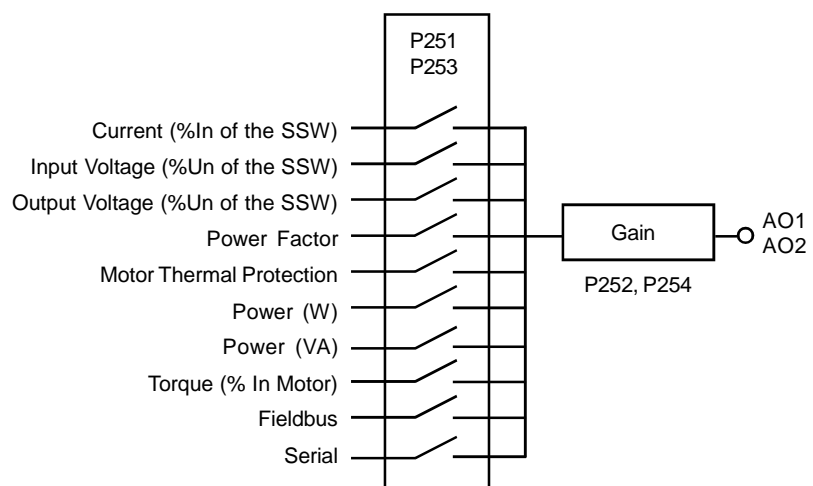 P251
P253
Current (%In of the SSW)
Input Voltage (%Un of the SSW)
Output Voltage (%Un of the SSW)
Power Factor
Motor Thermal Protection
Power (W)
Power (VA)
Torque (% In Motor)
Fieldbus
Serial
Gain
P252, P254
AO1
AO2